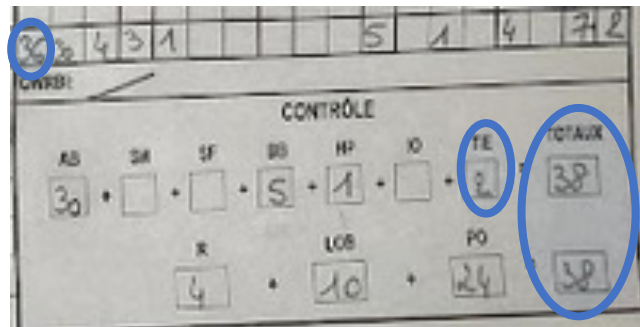 36 30 4 3 1 5 1 4 7 2
CWRBI
CONTRÔLE
AB SH SF BB HP IO TIE TOTAUX
30 + + + 5 + 1 + + 2 = 38
R LOB PO
4 + 10 + 24 = 38